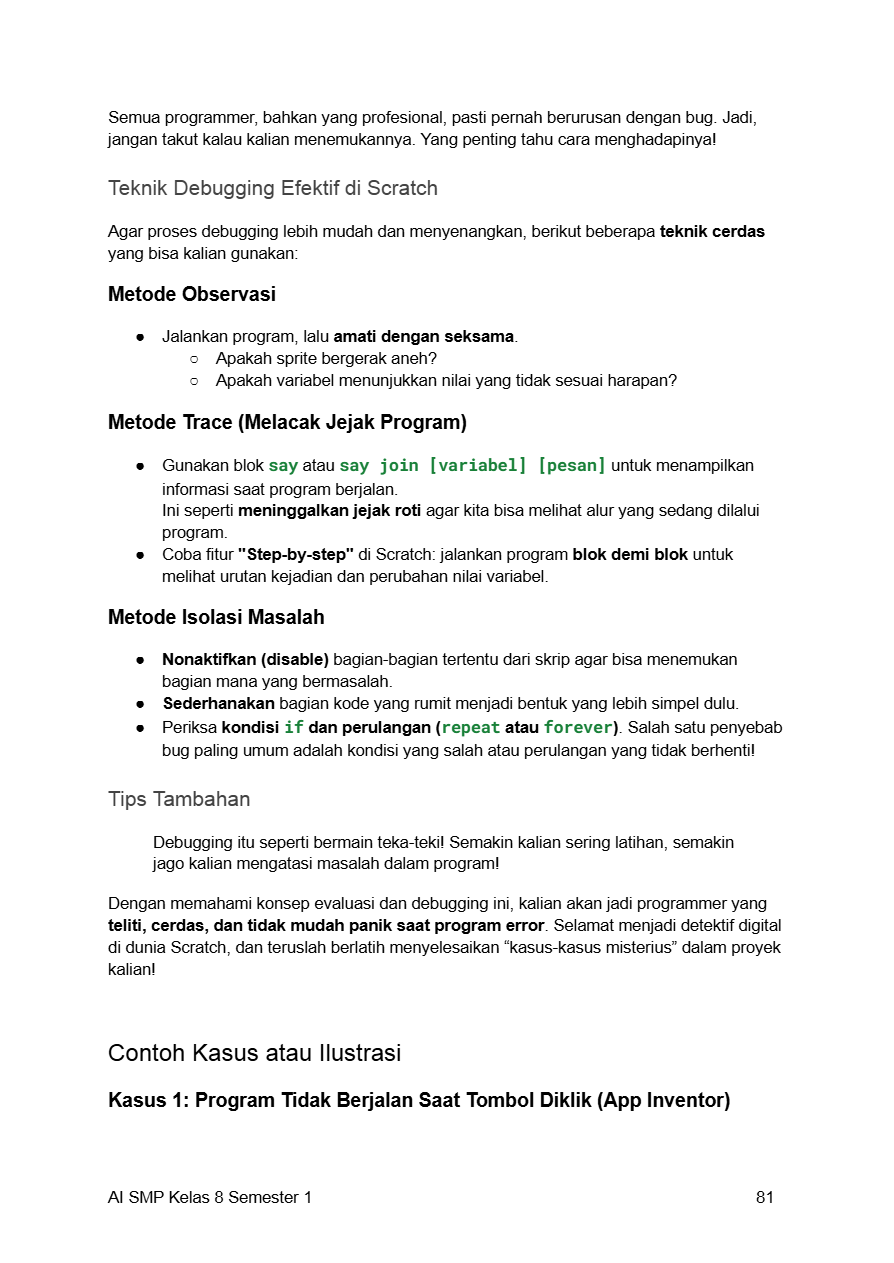 Semua programmer, bahkan yang profesional, pasti pernah berurusan dengan bug. Jadi,
jangan takut kalau kalian menemukannya. Yang penting tahu cara menghadapinya!
Teknik Debugging Efektif di Scratch
Agar proses debugging lebih mudah dan menyenangkan, berikut beberapa teknik cerdas
yang bisa kalian gunakan:
Metode Observasi
● Jalankan program, lalu amati dengan seksama.
○ Apakah sprite bergerak aneh?
○ Apakah variabel menunjukkan nilai yang tidak sesuai harapan?
Metode Trace (Melacak Jejak Program)
● Gunakan blok say atau say join [variabel] [pesan] untuk menampilkan
informasi saat program berjalan.
Ini seperti meninggalkan jejak roti agar kita bisa melihat alur yang sedang dilalui
program.
● Coba fitur "Step-by-step" di Scratch: jalankan program blok demi blok untuk
melihat urutan kejadian dan perubahan nilai variabel.
Metode Isolasi Masalah
● Nonaktifkan (disable) bagian-bagian tertentu dari skrip agar bisa menemukan
bagian mana yang bermasalah.
● Sederhanakan bagian kode yang rumit menjadi bentuk yang lebih simpel dulu.
● Periksa kondisi if dan perulangan (repeat atau forever). Salah satu penyebab
bug paling umum adalah kondisi yang salah atau perulangan yang tidak berhenti!
Tips Tambahan
Debugging itu seperti bermain teka-teki! Semakin kalian sering latihan, semakin
jago kalian mengatasi masalah dalam program!
Dengan memahami konsep evaluasi dan debugging ini, kalian akan jadi programmer yang
teliti, cerdas, dan tidak mudah panik saat program error. Selamat menjadi detektif digital
di dunia Scratch, dan teruslah berlatih menyelesaikan “kasus-kasus misterius” dalam proyek
kalian!
Contoh Kasus atau Ilustrasi
Kasus 1: Program Tidak Berjalan Saat Tombol Diklik (App Inventor)
AI SMP Kelas 8 Semester 1 81